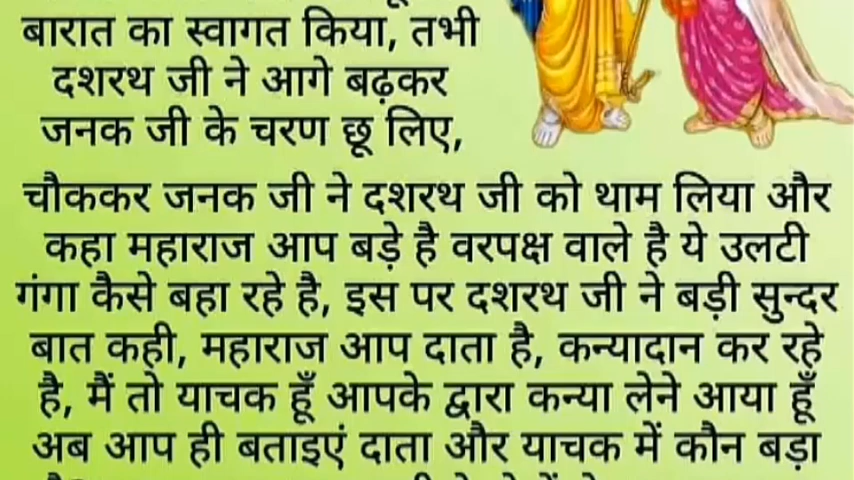 बारात का स्वागत किया, तभी
दशरथ जी ने आगे बढ़कर
जनक जी के चरण छू लिए,
चौककर जनक जी ने दशरथ जी को थाम लिया और
कहा महाराज आप बड़े है वरपक्ष वाले है ये उलटी
गंगा कैसे बहा रहे है, इस पर दशरथ जी ने बड़ी सुन्दर
बात कही, महाराज आप दाता है, कन्यादान कर रहे
है, मैं तो याचक हूँ आपके द्वारा कन्या लेने आया हूँ
अब आप ही बताइएं दाता और याचक में कौन बड़ा